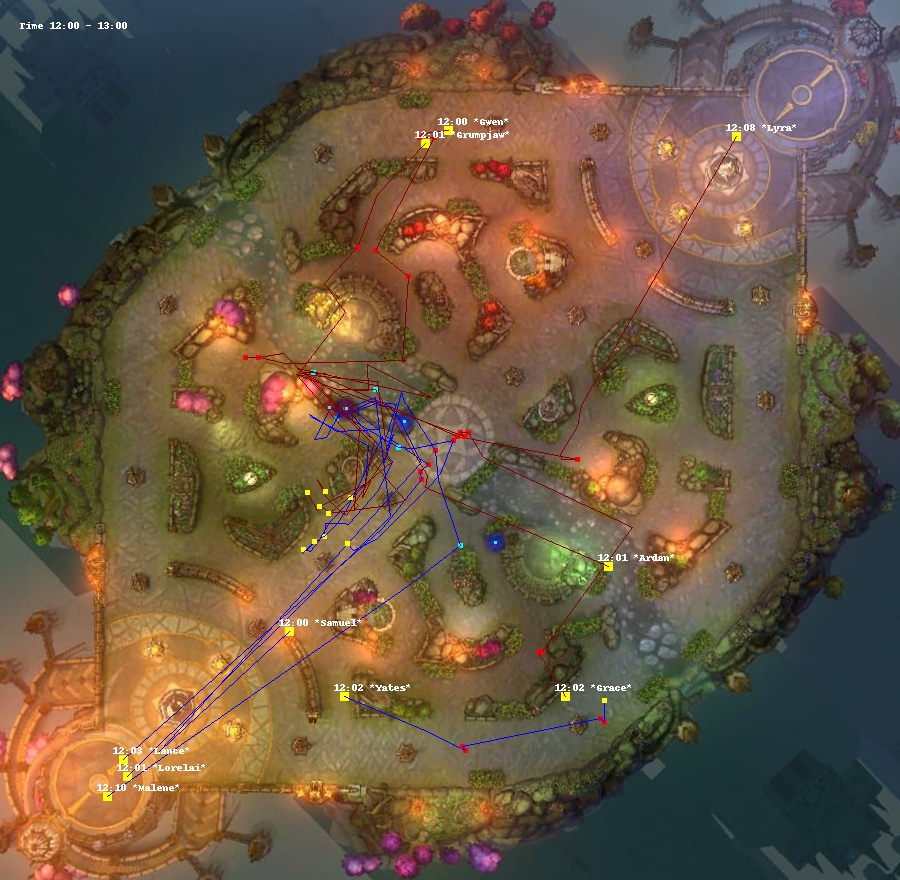 Time 12:00 - 13:00
12:00 *Gwen*
12:01 *Grumpjaw*
12:08 *Lyra*
12:01 *Ardan*
12:00 *Samuel*
12:02 *Yates*
12:02 *Grace*
12:03 *Lance*
12:01 *Lorelai*
12:10 *Malene*